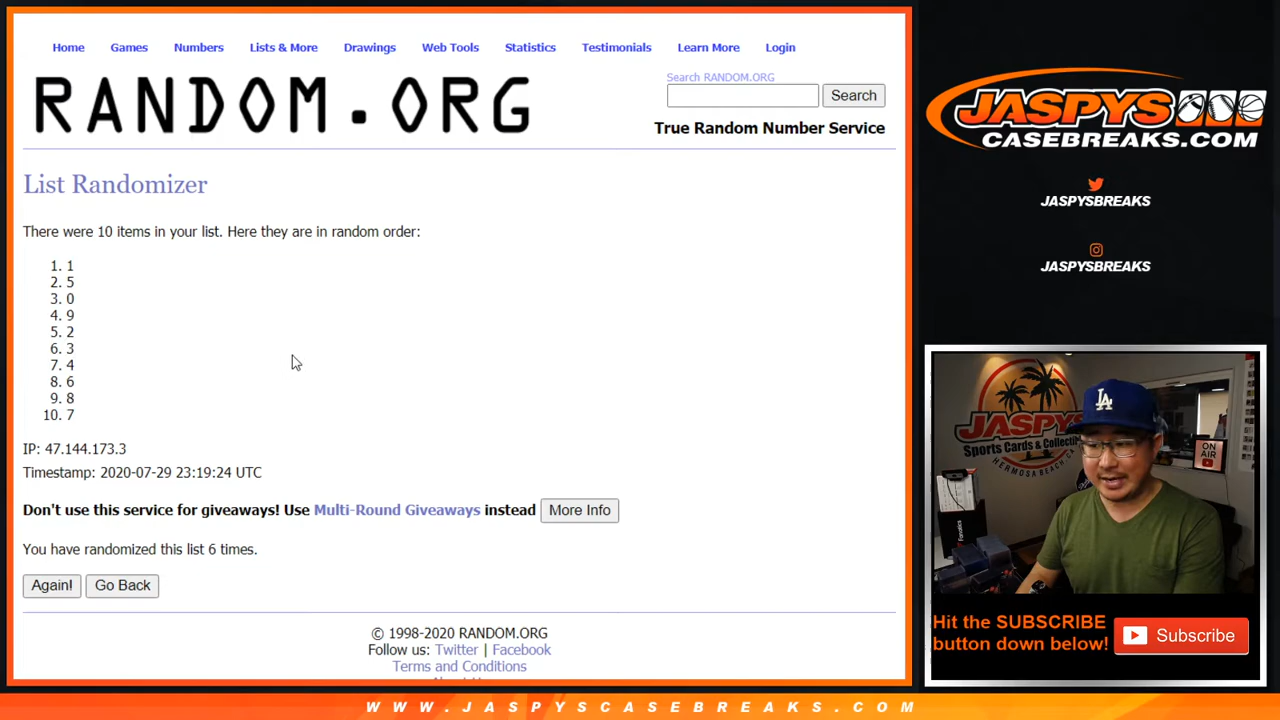 Home Games Numbers Lists & More Drawings Web Tools Statistics Testimonials Learn More Login
RANDOM.ORG
Search RANDOM.ORG
Search
True Random Number Service
List Randomizer
There were 10 items in your list. Here they are in random order:
1. 1
2. 5
3. 0
4. 9
5. 2
6. 3
7. 4
8. 6
9. 8
10. 7
IP: 47.144.173.3
Timestamp: 2020-07-29 23:19:24 UTC
Don't use this service for giveaways! Use Multi-Round Giveaways instead More Info
You have randomized this list 6 times.
Again! Go Back
© 1998-2020 RANDOM.ORG
Follow us: Twitter | Facebook
Terms and Conditions
JASPYS
CASEBREAKS.COM
JASPYSBREAKS
JASPYSBREAKS
JASPYS
Sports Cards & Collectib
HERMOSA BEACH, CA
LA
ON
AIR
Fanatics
Hit the SUBSCRIBE
button down below!
Subscribe
WWW.JASPYSCASEBREAKS.COM